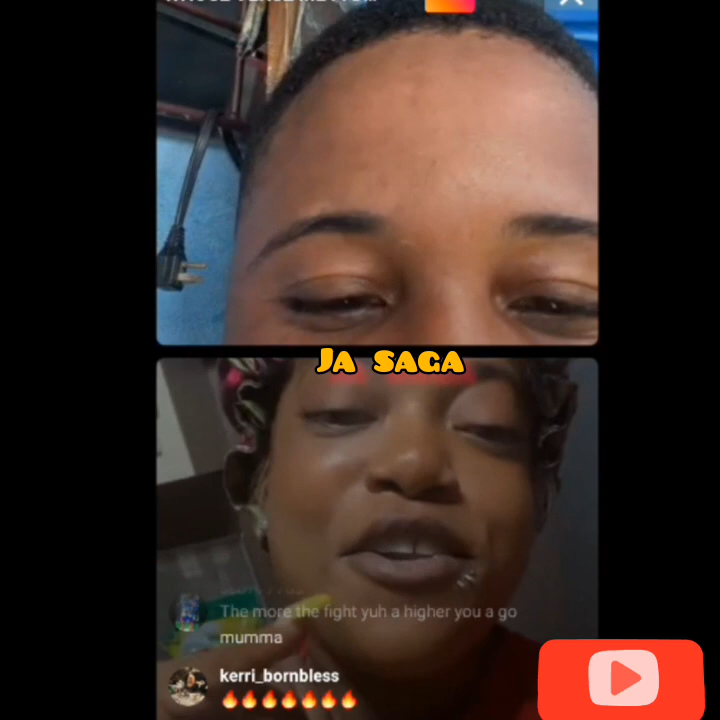 JA SAGA
The more the fight yuh a higher you a go
mumma
kerri_bornbless
🔥🔥🔥🔥🔥🔥🔥